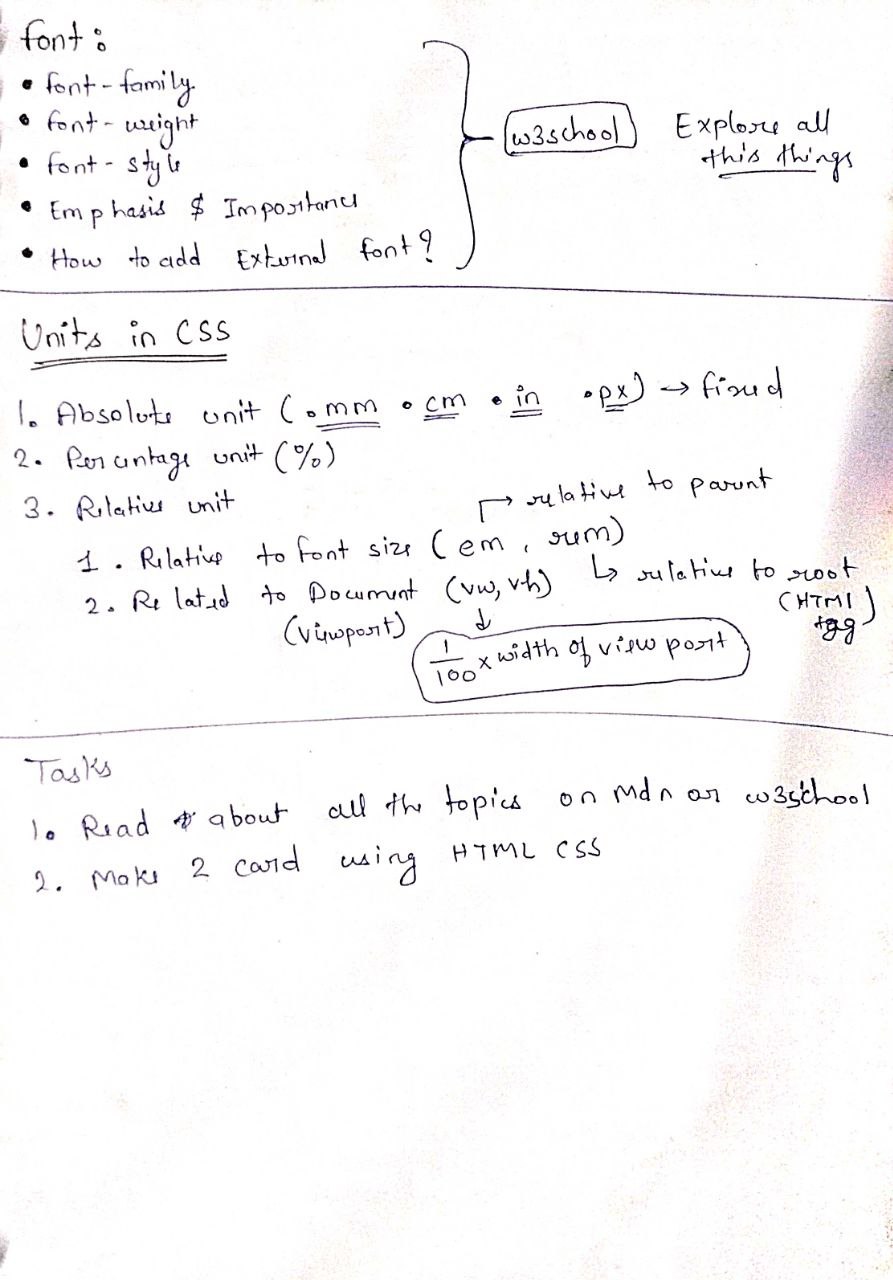 font :
• font-family
• font-weight
• font-style
• Emphasis & Importance
• How to add External font?
w3school
Explore all
this things
Units in CSS
1. Absolute unit (• mm • cm • in • px) → fixed
2. Percentage unit (%)
3. Relative unit
→ relative to parent
1. Relative to font size (em, rem)
↳ relative to root
(HTML tag)
2. Related to Document (vw, vh)
(viewport) ↓
1/100 x width of view port
Tasks
1. Read about all the topics on mdn or w3school
2. Make 2 card using HTML CSS